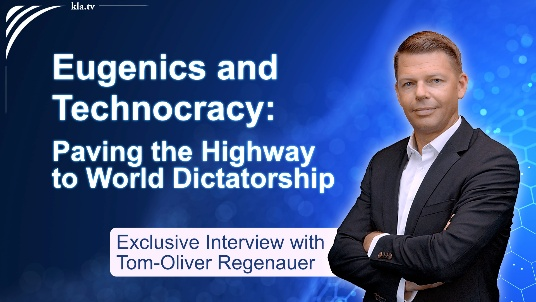 kla.tv
Eugenics and
Technocracy:
Paving the Highway
to World Dictatorship
Exclusive Interview with
Tom-Oliver Regenauer